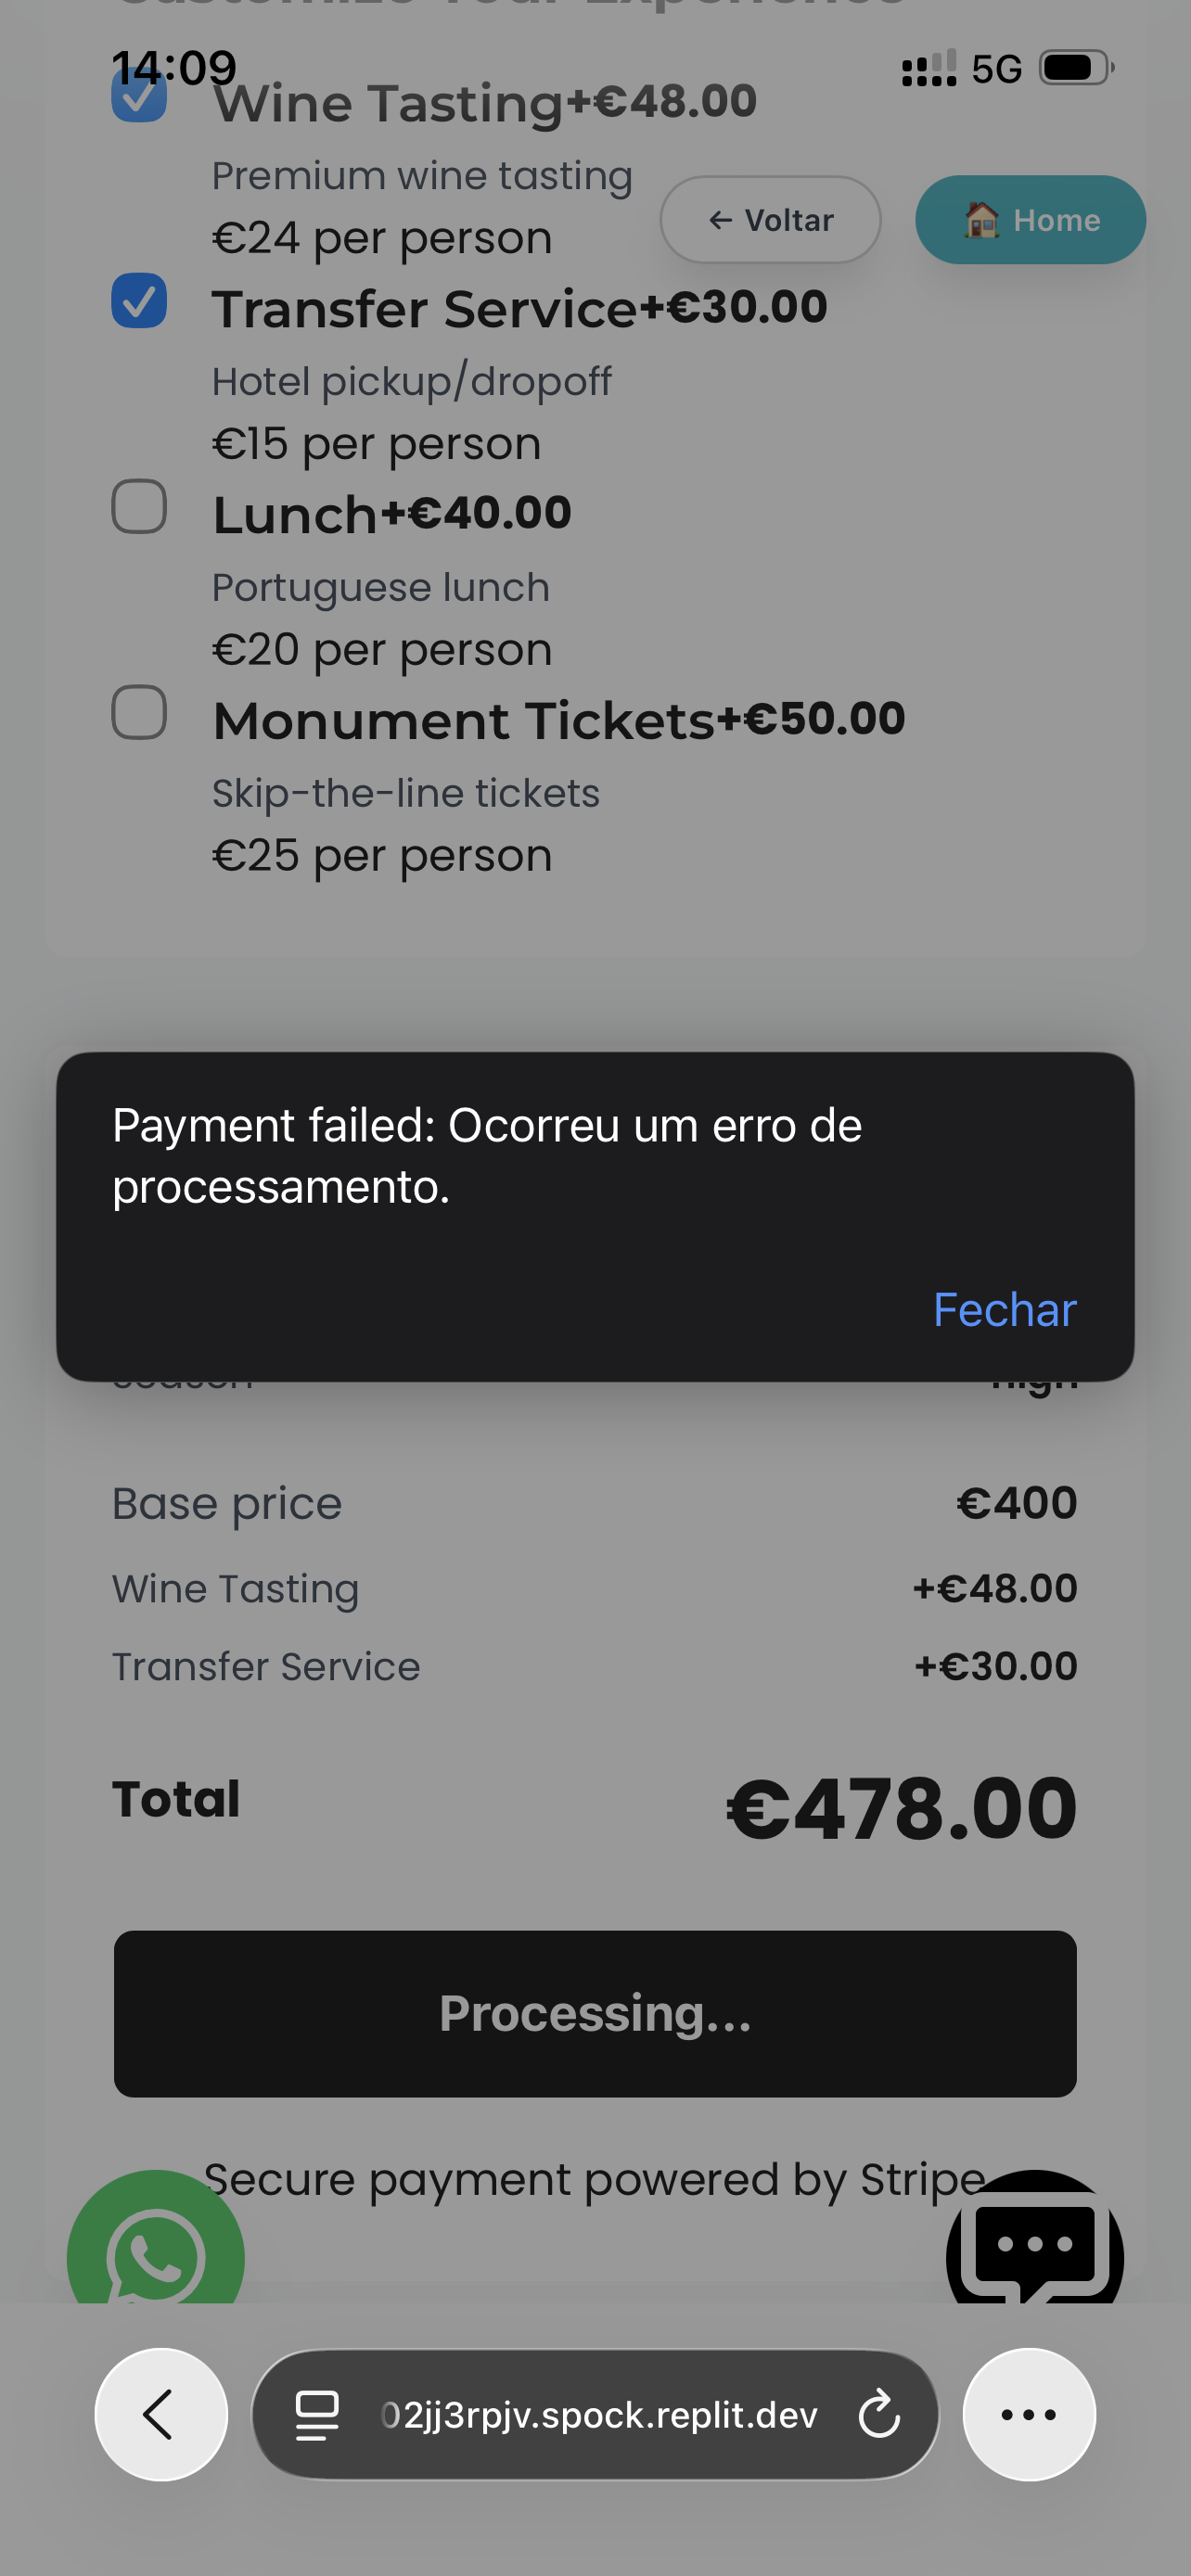 Customize Your Experience
14:09
5G
Wine Tasting+€48.00
Premium wine tasting
← Voltar
🏠 Home
€24 per person
Transfer Service+€30.00
Hotel pickup/dropoff
€15 per person
Lunch+€40.00
Portuguese lunch
€20 per person
Monument Tickets+€50.00
Skip-the-line tickets
€25 per person
Payment failed: Ocorreu um erro de
processamento.
Fechar
high
Base price €400
Wine Tasting +€48.00
Transfer Service +€30.00
Total €478.00
Processing...
Secure payment powered by Stripe
02jj3rpjv.spock.replit.dev